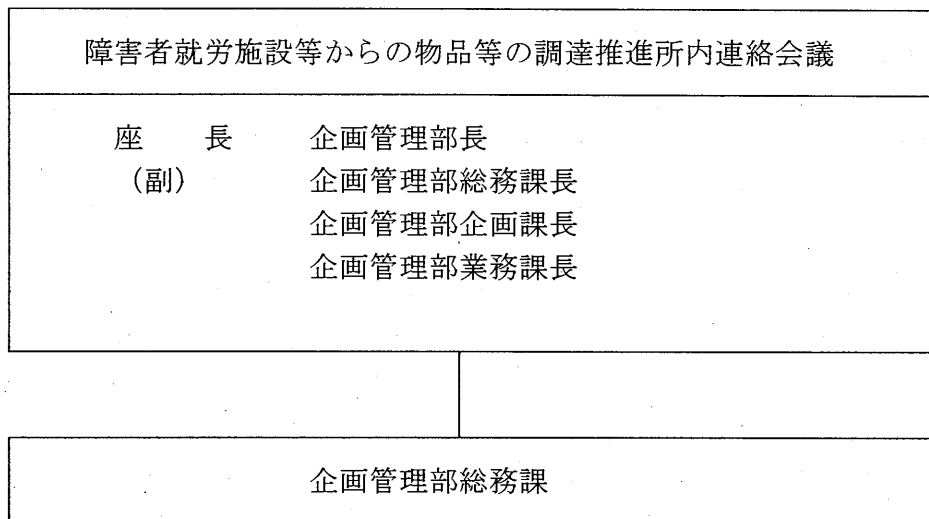 障害者就労施設等からの物品等の調達推進所内連絡会議
座　　長　　企画管理部長
（副）　　企画管理部総務課長
企画管理部企画課長
企画管理部業務課長
企画管理部総務課